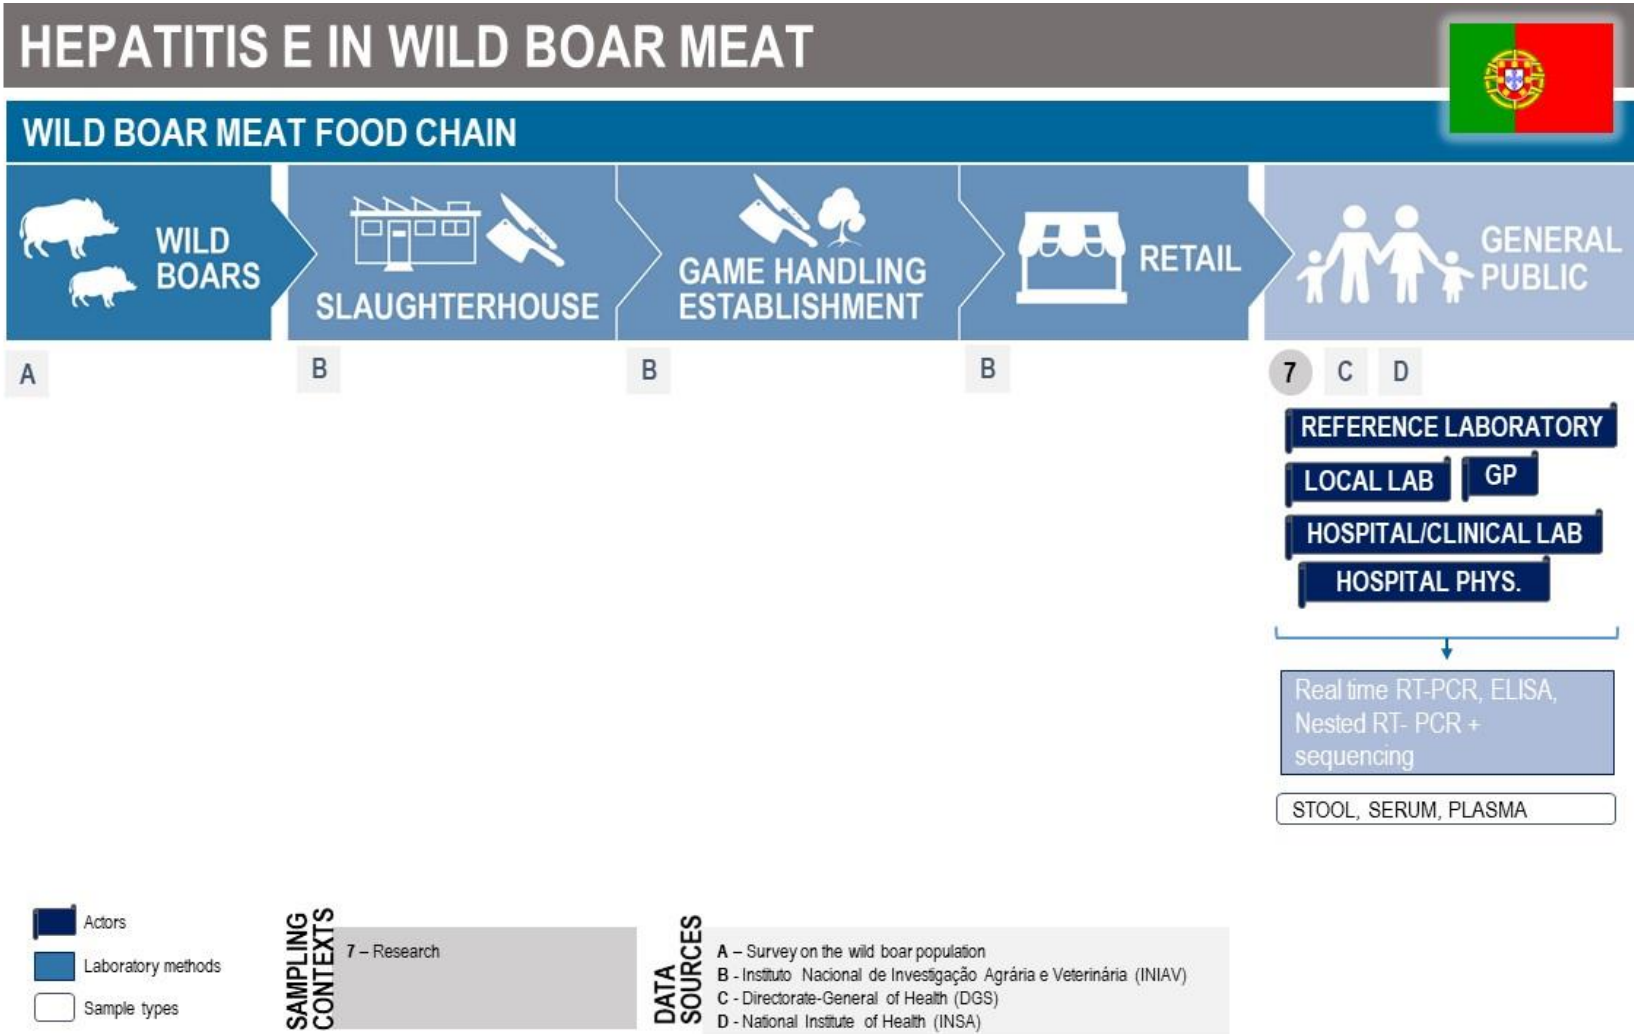 HEPATITIS E IN WILD BOAR MEAT
WILD BOAR MEAT FOOD CHAIN
WILD
BOARS
SLAUGHTERHOUSE
GAME HANDLING
ESTABLISHMENT
RETAIL
GENERAL
PUBLIC
A
B
B
B
7 C D
REFERENCE LABORATORY
LOCAL LAB
GP
HOSPITAL/CLINICAL LAB
HOSPITAL PHYS.
Real time RT-PCR, ELISA,
Nested RT- PCR +
sequencing
STOOL, SERUM, PLASMA
Actors
Laboratory methods
Sample types
SAMPLING
CONTEXTS
7 – Research
DATA
SOURCES
A – Survey on the wild boar population
B - Instituto Nacional de Investigação Agrária e Veterinária (INIAV)
C - Directorate-General of Health (DGS)
D - National Institute of Health (INSA)